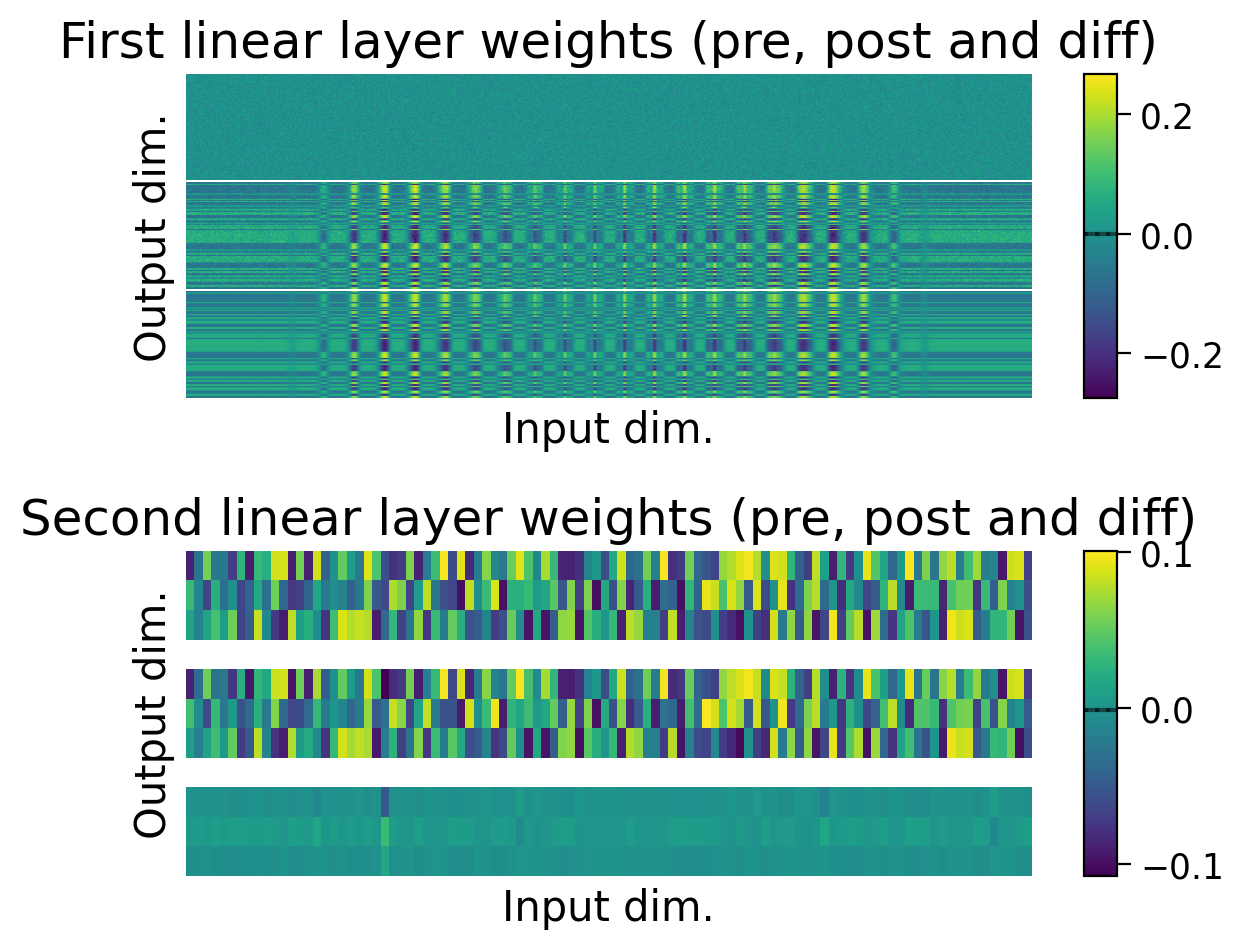 First linear layer weights (pre, post and diff)
Output dim.
0.2
0.0
−0.2
Input dim.
Second linear layer weights (pre, post and diff)
Output dim.
0.1
0.0
−0.1
Input dim.